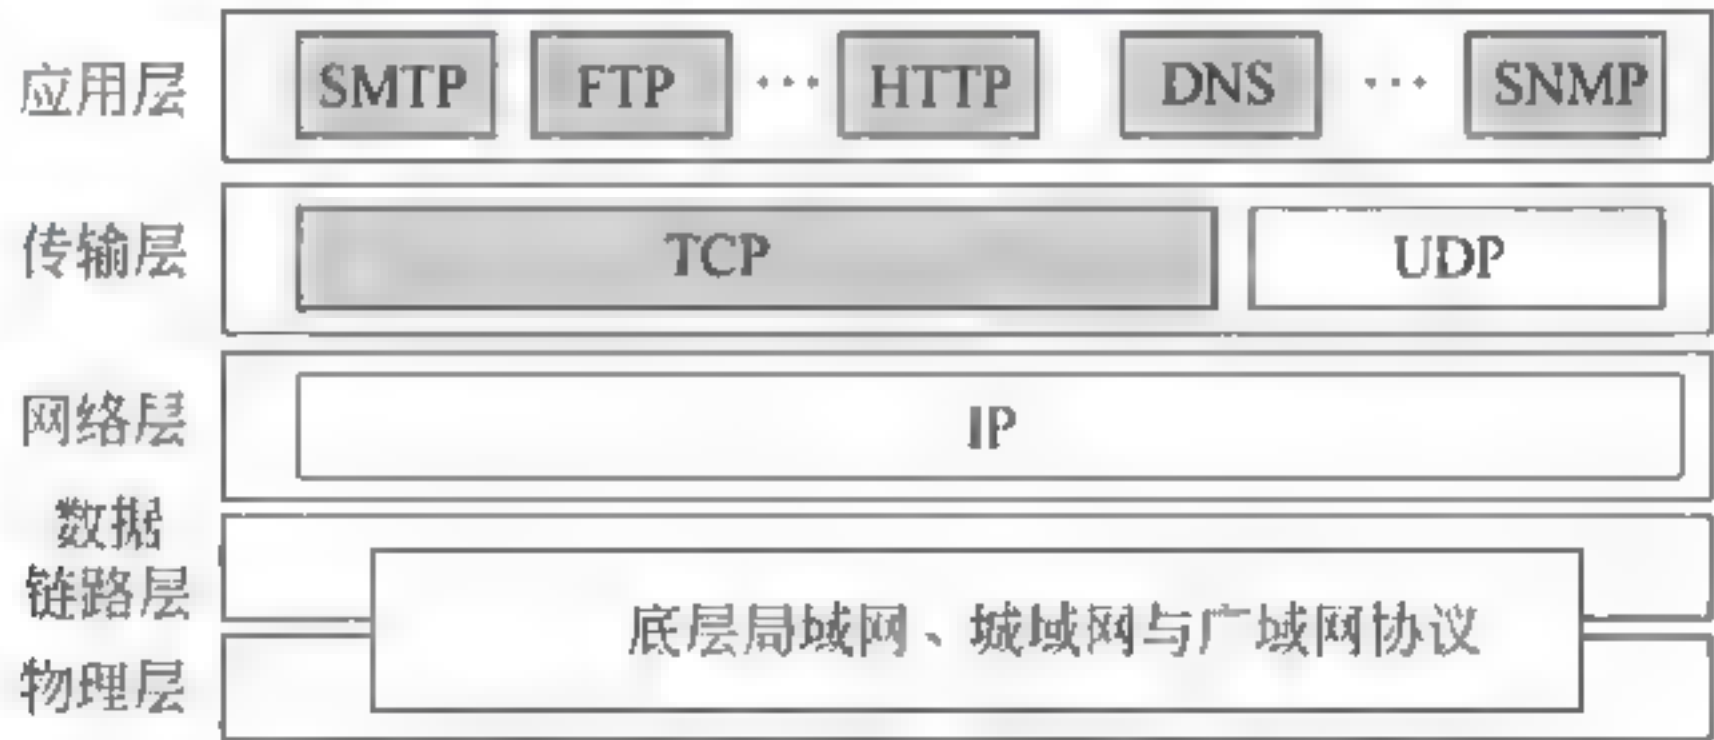 应用层 SMTP FTP … HTTP DNS … SNMP
传输层 TCP UDP
网络层 IP
数据
链路层
底层局域网、城域网与广域网协议
物理层